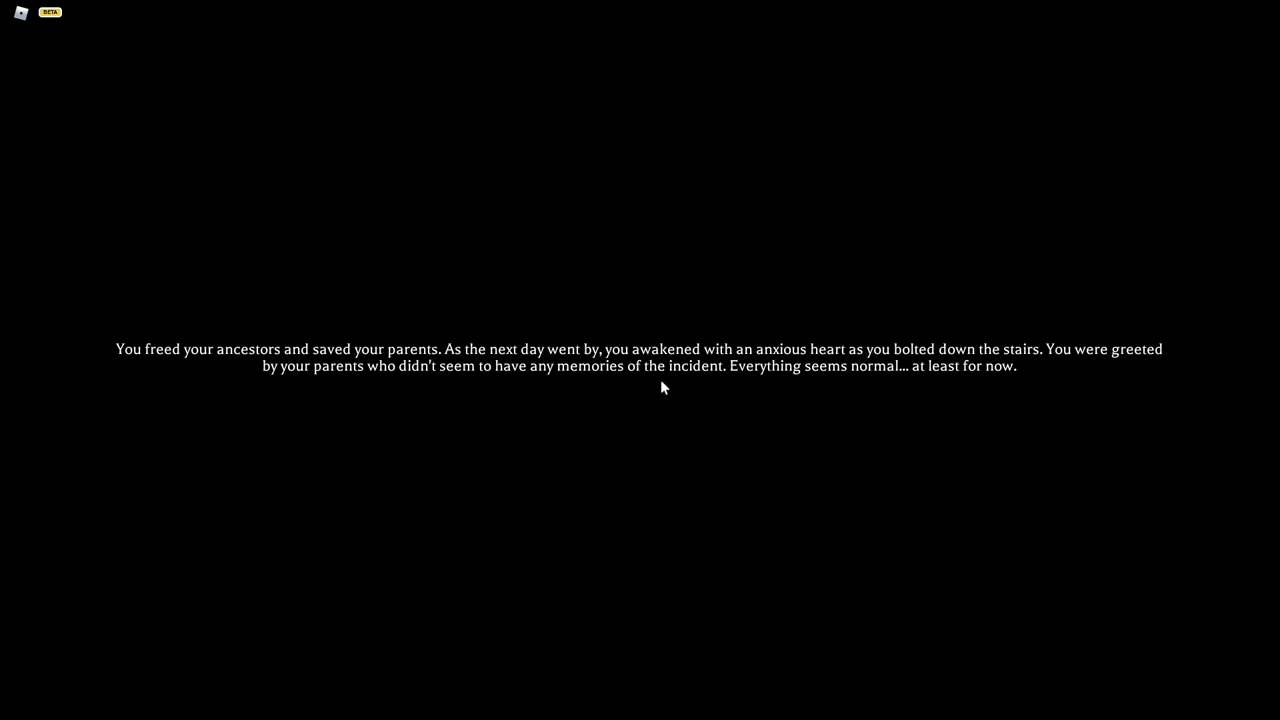 BETA
You freed your ancestors and saved your parents. As the next day went by, you awakened with an anxious heart as you bolted down the stairs. You were greeted
by your parents who didn't seem to have any memories of the incident. Everything seems normal... at least for now.